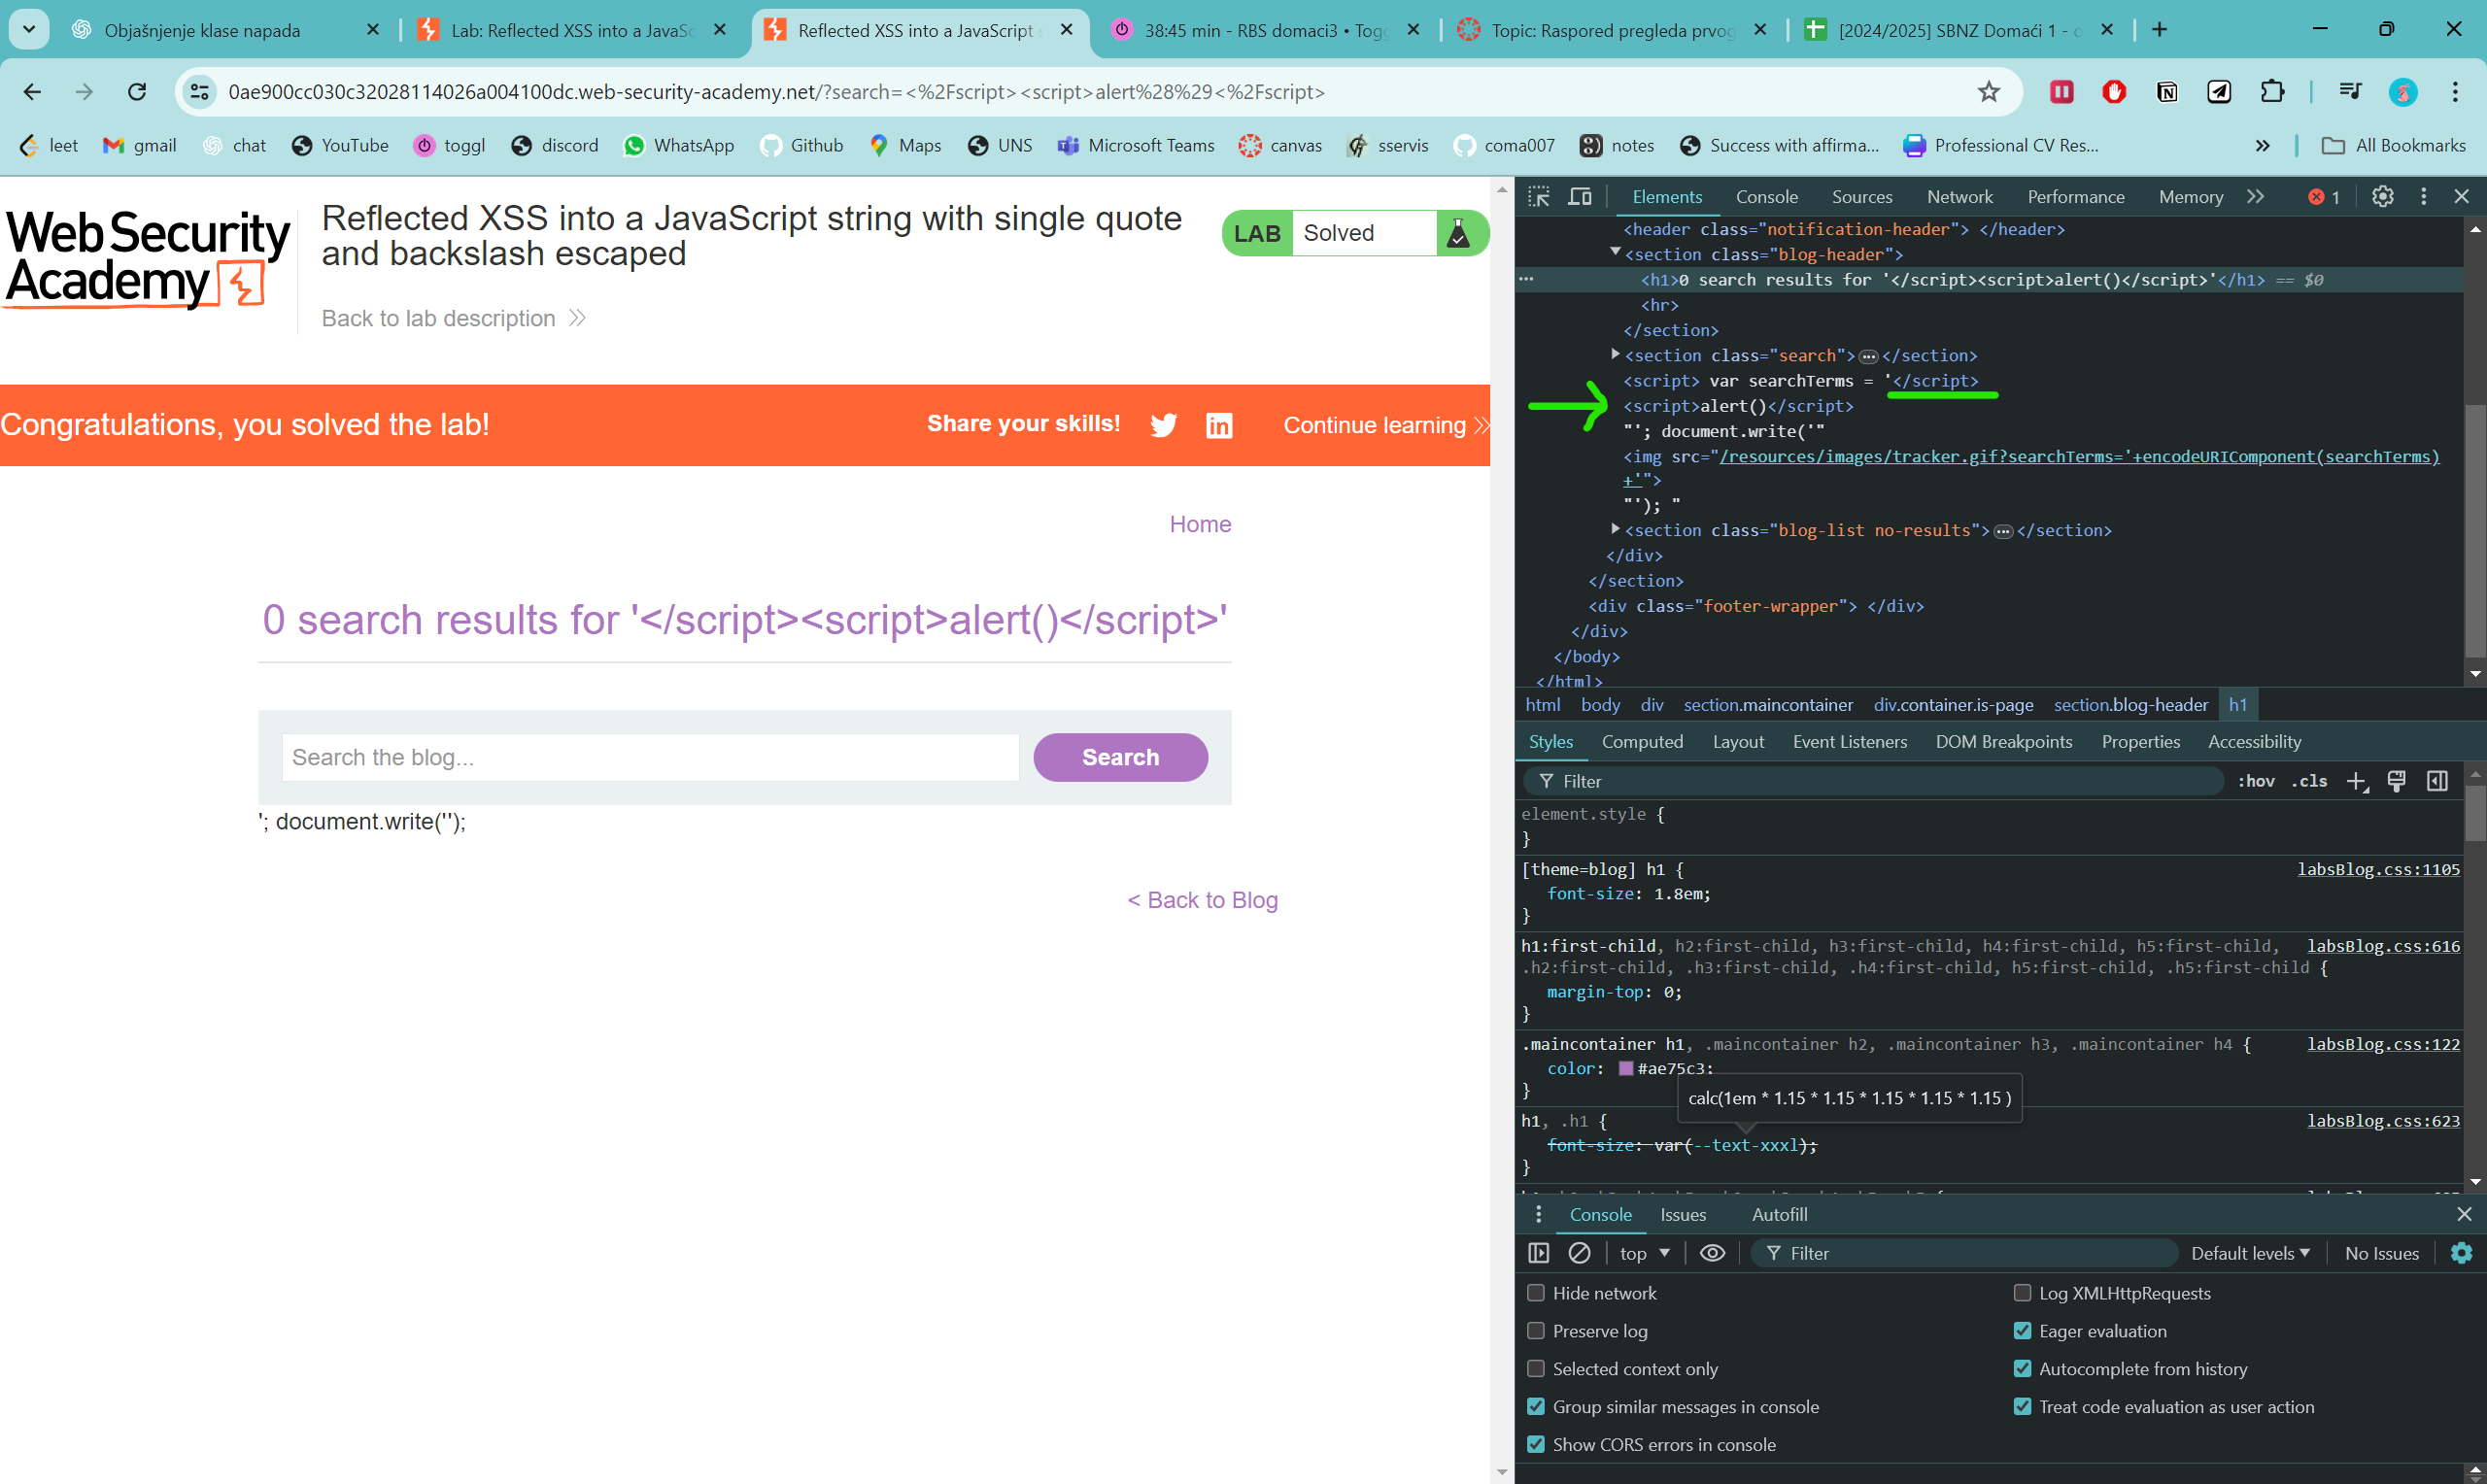 Objašnjenje klase napada
Lab: Reflected XSS into a JavaSc
Reflected XSS into a JavaScript s
38:45 min - RBS domaci3 • Togg
Topic: Raspored pregleda prvog
[2024/2025] SBNZ Domaći 1 - o
0ae900cc030c32028114026a004100dc.web-security-academy.net/?search=<%2Fscript><script>alert%28%29<%2Fscript>
leet gmail chat YouTube toggl discord WhatsApp Github Maps UNS Microsoft Teams canvas sservis coma007 notes Success with affirma... Professional CV Res... » All Bookmarks
Web Security
Academy
Reflected XSS into a JavaScript string with single quote
and backslash escaped
LAB Solved
Back to lab description
Congratulations, you solved the lab!
Share your skills!
in
Continue learning
Home
0 search results for '</script><script>alert()</script>'
Search the blog...
Search
'; document.write('');
< Back to Blog
Elements Console Sources Network Performance Memory 1
<header class="notification-header"> </header>
<section class="blog-header">
<h1>0 search results for '</script><script>alert()</script>'</h1> == $0
<hr>
</section>
<section class="search">…</section>
<script> var searchTerms = '</script>
<script>alert()</script>
"'; document.write('"
<img src="/resources/images/tracker.gif?searchTerms='+encodeURIComponent(searchTerms)
+'">
"'); "
<section class="blog-list no-results">…</section>
</div>
</section>
<div class="footer-wrapper"> </div>
</div>
</body>
</html>
html body div section.maincontainer div.container.is-page section.blog-header h1
Styles Computed Layout Event Listeners DOM Breakpoints Properties Accessibility
Filter :hov .cls
element.style {
}
[theme=blog] h1 { labsBlog.css:1105
font-size: 1.8em;
}
h1:first-child, h2:first-child, h3:first-child, h4:first-child, h5:first-child, labsBlog.css:616
.h2:first-child, .h3:first-child, .h4:first-child, h5:first-child, .h5:first-child {
margin-top: 0;
}
.maincontainer h1, .maincontainer h2, .maincontainer h3, .maincontainer h4 { labsBlog.css:122
color: #ae75c3;
}
calc(1em * 1.15 * 1.15 * 1.15 * 1.15 * 1.15 )
h1, .h1 { labsBlog.css:623
font-size: var(--text-xxxl);
}
Console Issues Autofill
top Filter Default levels No Issues
Hide network
Log XMLHttpRequests
Preserve log
Eager evaluation
Selected context only
Autocomplete from history
Group similar messages in console
Treat code evaluation as user action
Show CORS errors in console